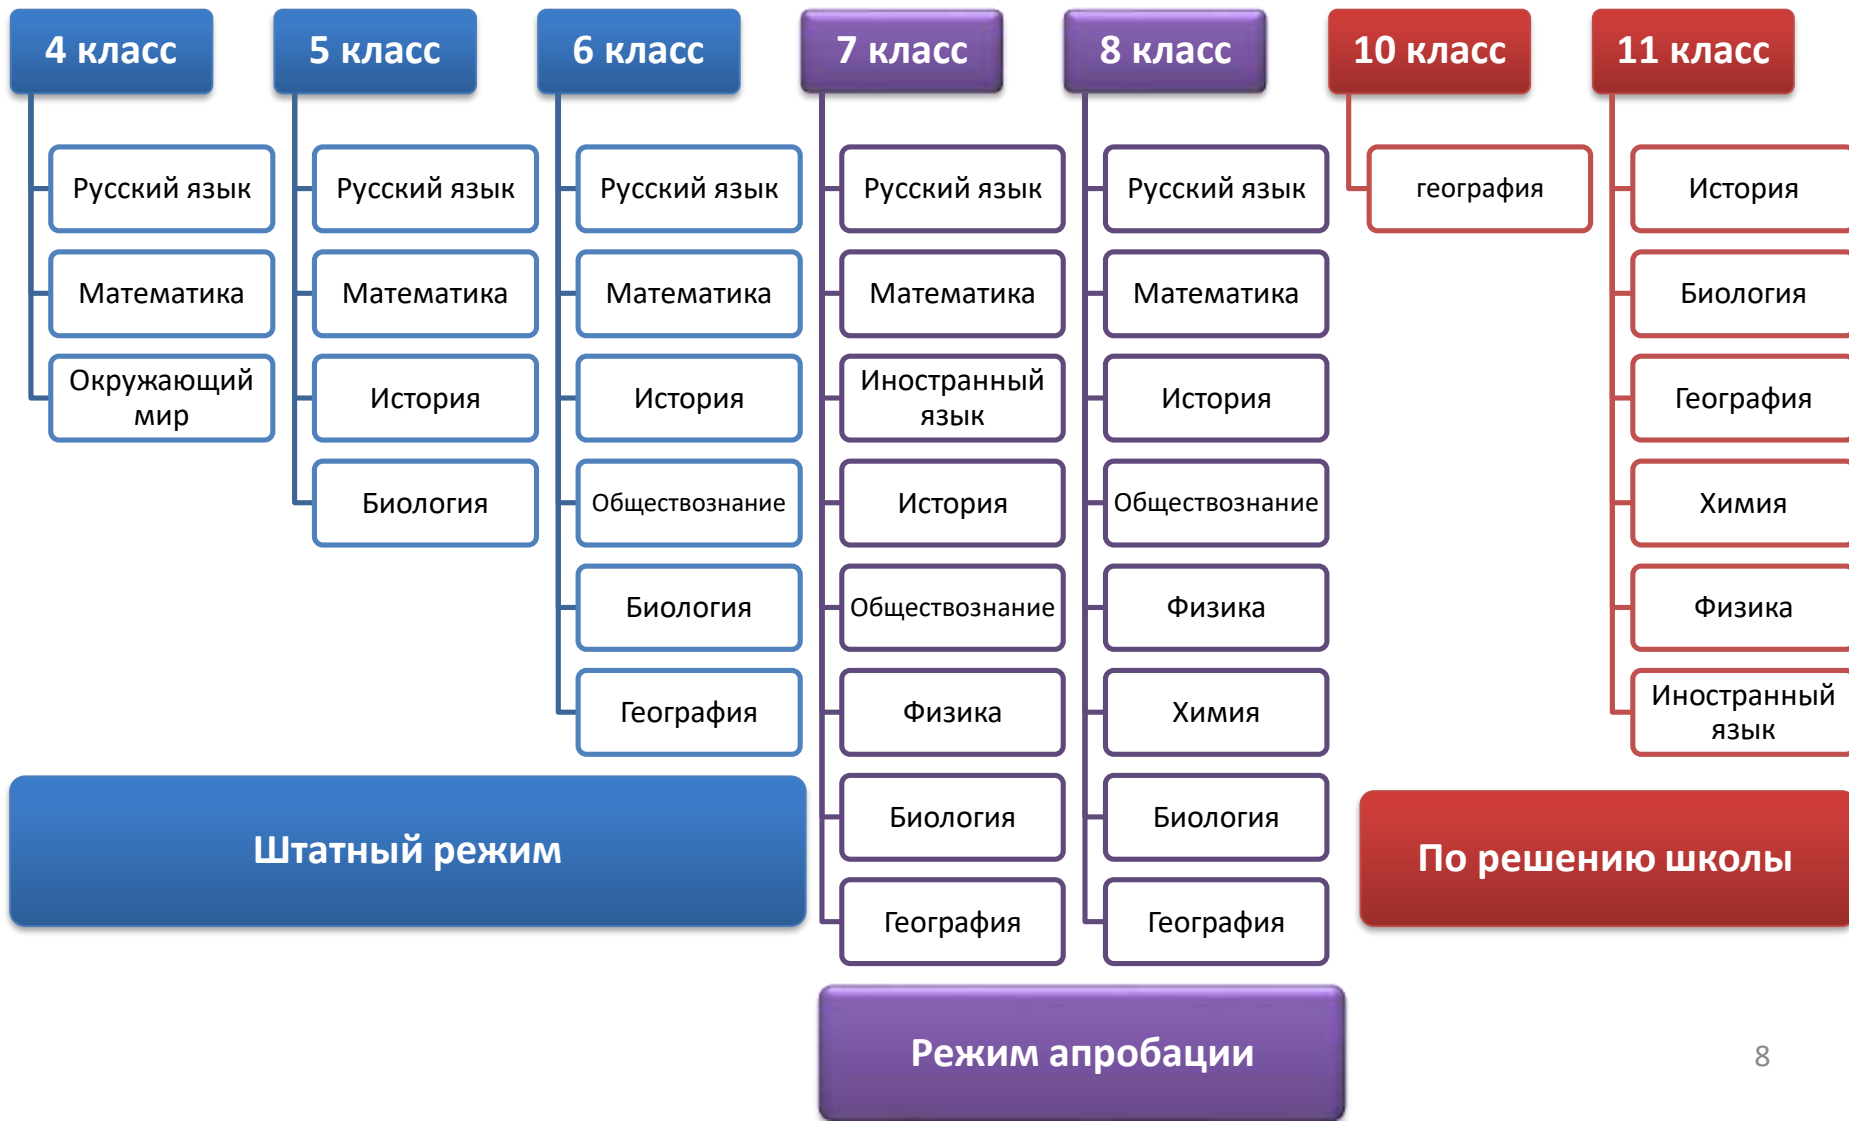 4 класс
Русский язык
Математика
Окружающий
мир
5 класс
Русский язык
Математика
История
Биология
6 класс
Русский язык
Математика
История
Обществознание
Биология
География
Штатный режим
7 класс
Русский язык
Математика
Иностранный
язык
История
Обществознание
Физика
Биология
География
8 класс
Русский язык
Математика
История
Обществознание
Физика
Химия
Биология
География
Режим апробации
10 класс
география
11 класс
История
Биология
География
Химия
Физика
Иностранный
язык
По решению школы
8